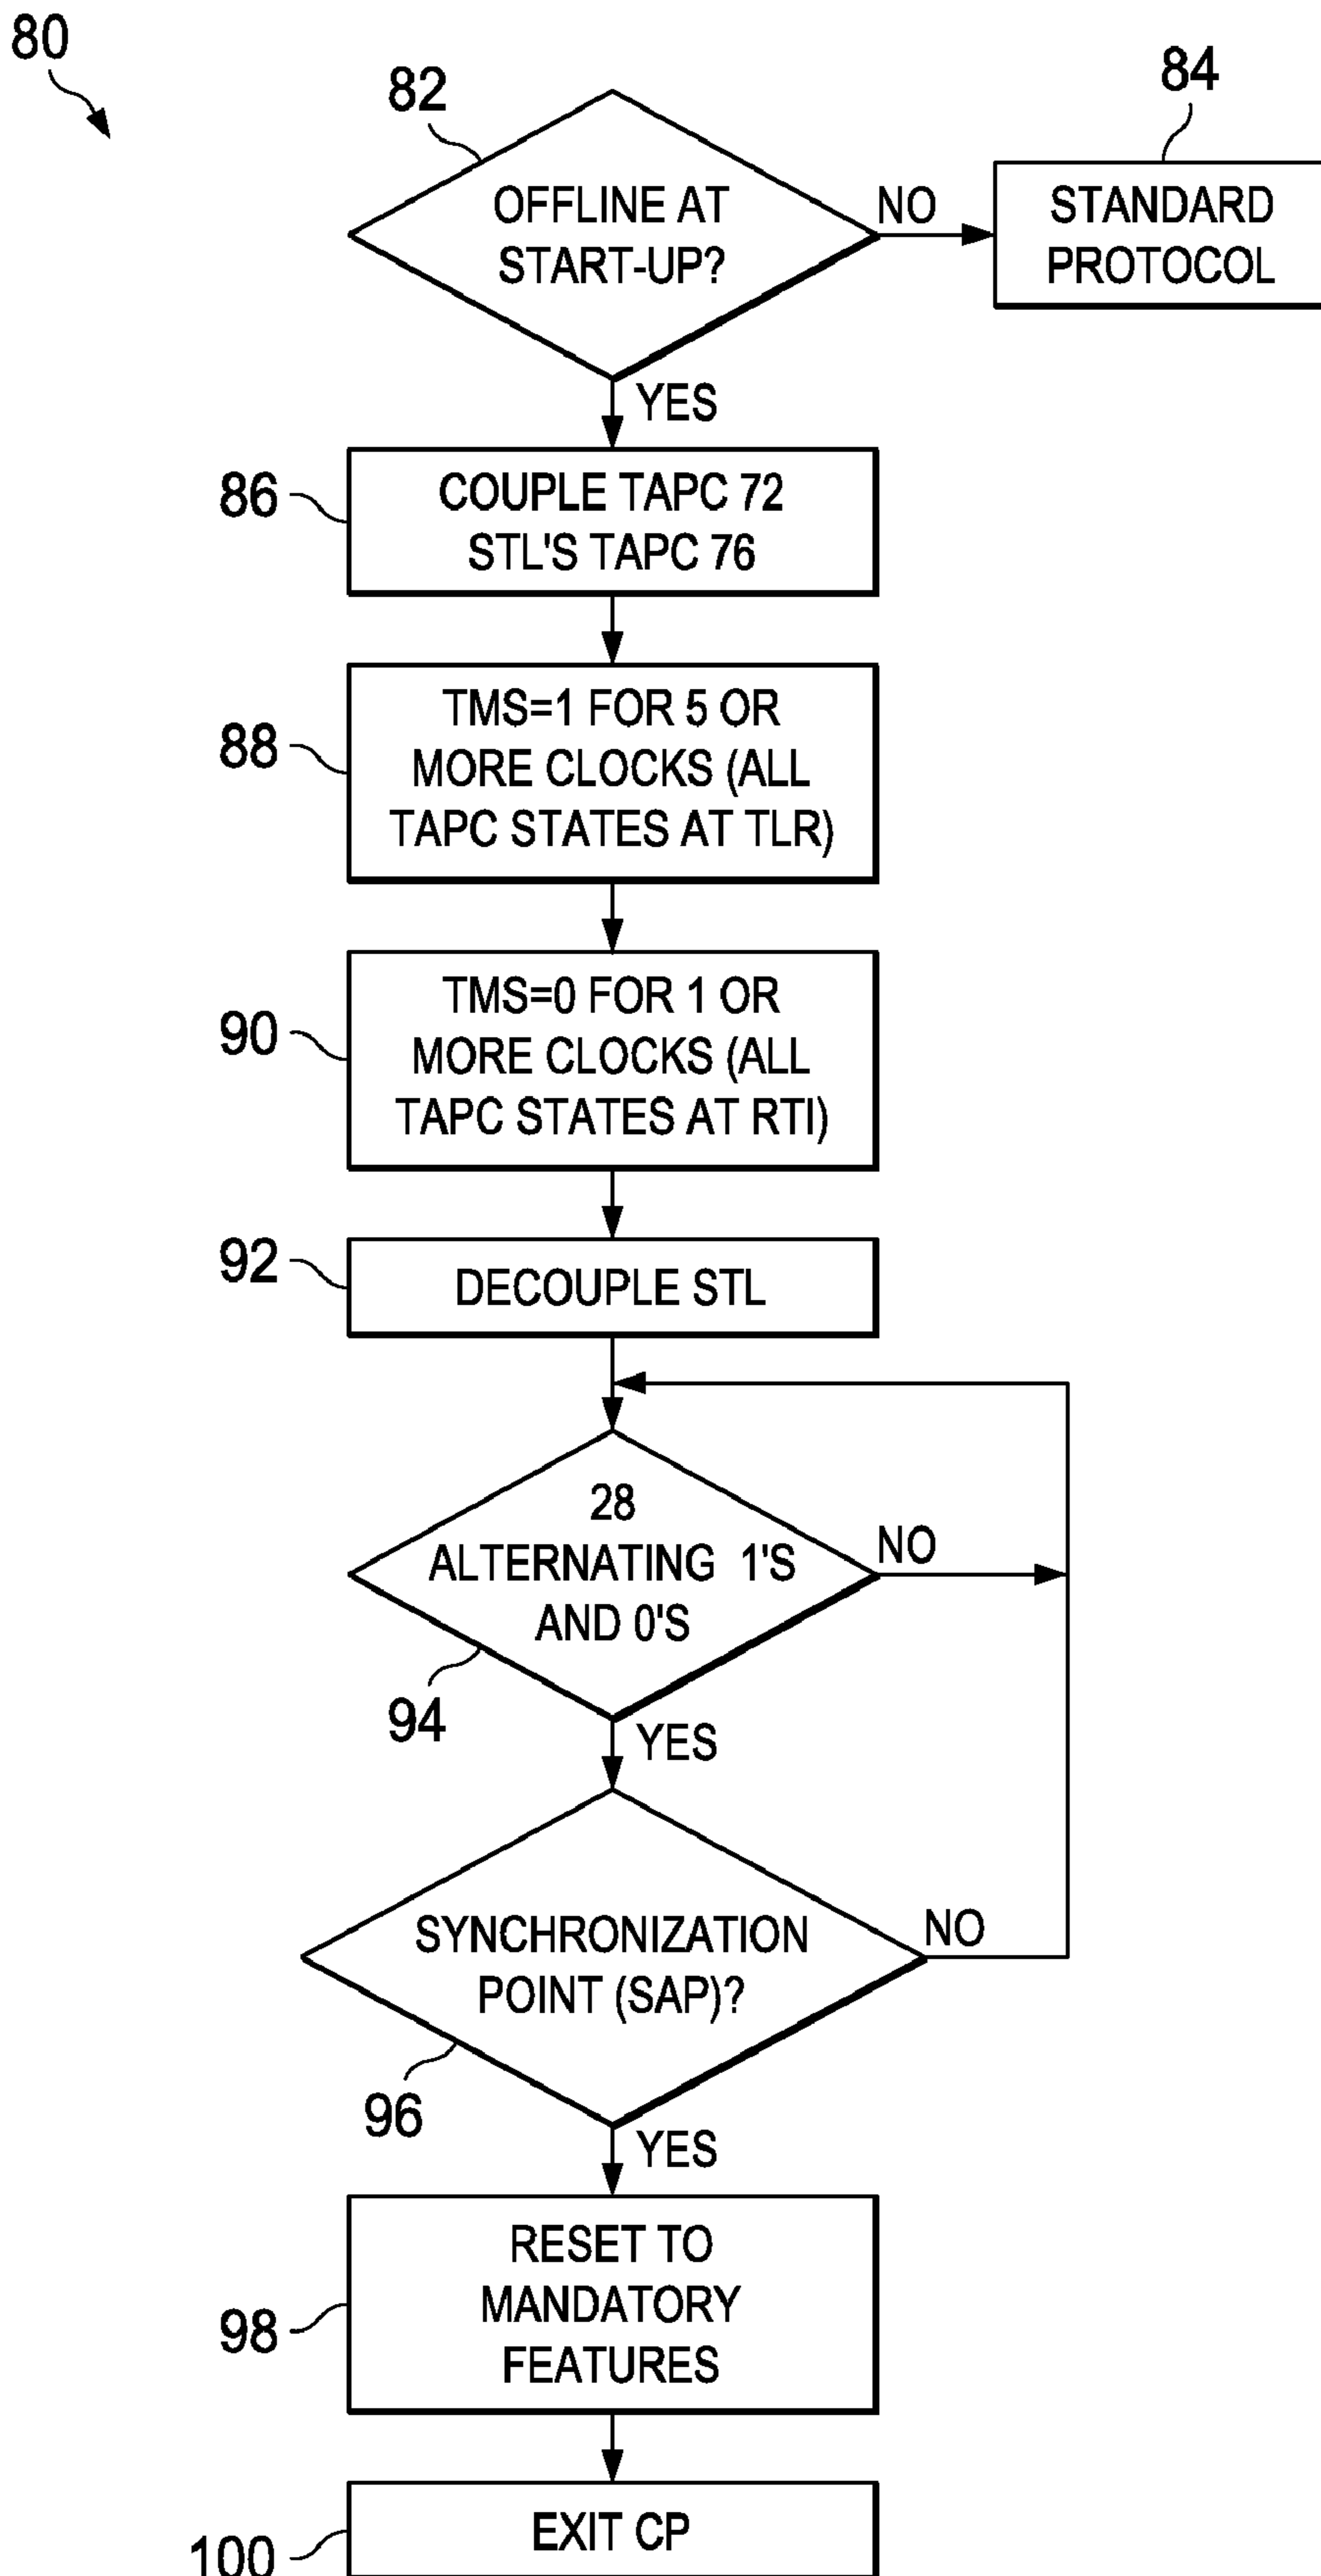 80
82
84
OFFLINE AT
START-UP?
NO
STANDARD
PROTOCOL
YES
86
COUPLE TAPC 72
STL'S TAPC 76
88
TMS=1 FOR 5 OR
MORE CLOCKS (ALL
TAPC STATES AT TLR)
90
TMS=0 FOR 1 OR
MORE CLOCKS (ALL
TAPC STATES AT RTI)
92
DECOUPLE STL
28
ALTERNATING 1'S
AND 0'S
NO
94
YES
SYNCHRONIZATION
POINT (SAP)?
NO
96
YES
98
RESET TO
MANDATORY
FEATURES
100
EXIT CP